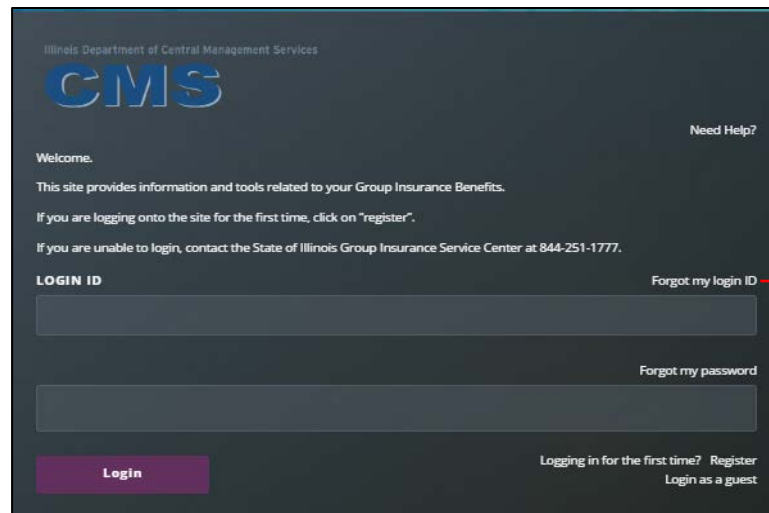 Illinois Department of Central Management Services
CMS
Need Help?
Welcome.
This site provides information and tools related to your Group Insurance Benefits.
If you are logging onto the site for the first time, click on “register”.
If you are unable to login, contact the State of Illinois Group Insurance Service Center at 844-251-1777.
LOGIN ID Forgot my login ID
Forgot my password
Logging in for the first time? Register
Login
Login as a guest